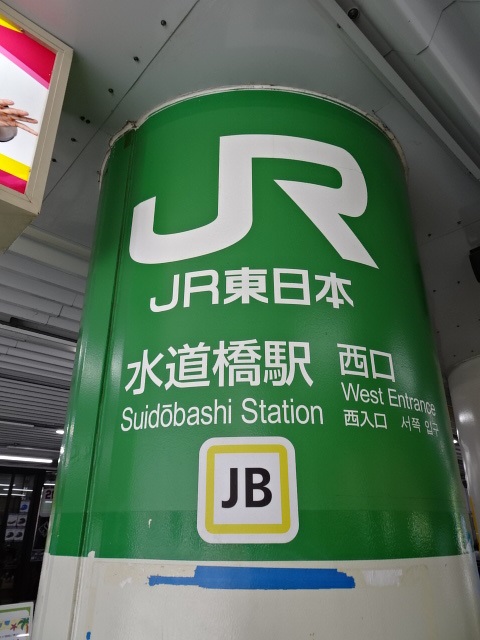 JR
JR東日本
水道橋駅 西口
Suidōbashi Station West Entrance
西入口 서쪽 입구
JB